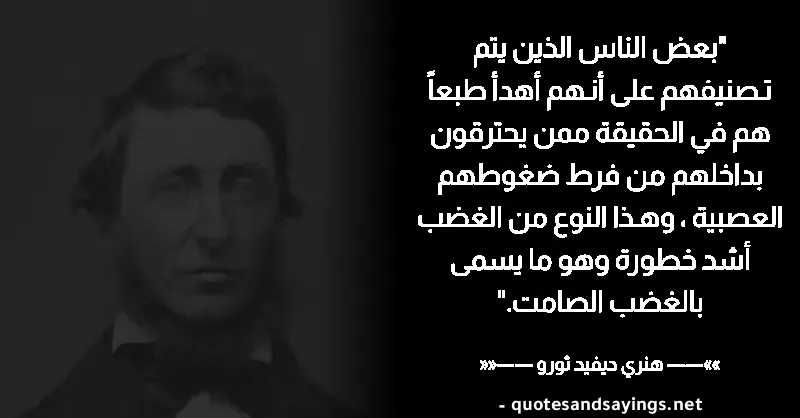 "بعض الناس الذين يتم
تصنيفهم على أنهم أهدأ طبعاً
هم في الحقيقة ممن يحترقون
بداخلهم من فرط ضغوطهم
العصبية ، وهذا النوع من الغضب
أشد خطورة وهو ما يسمى
بالغضب الصامت."
»»—— هنري ديفيد ثورو ——««
- quotesandsayings.net